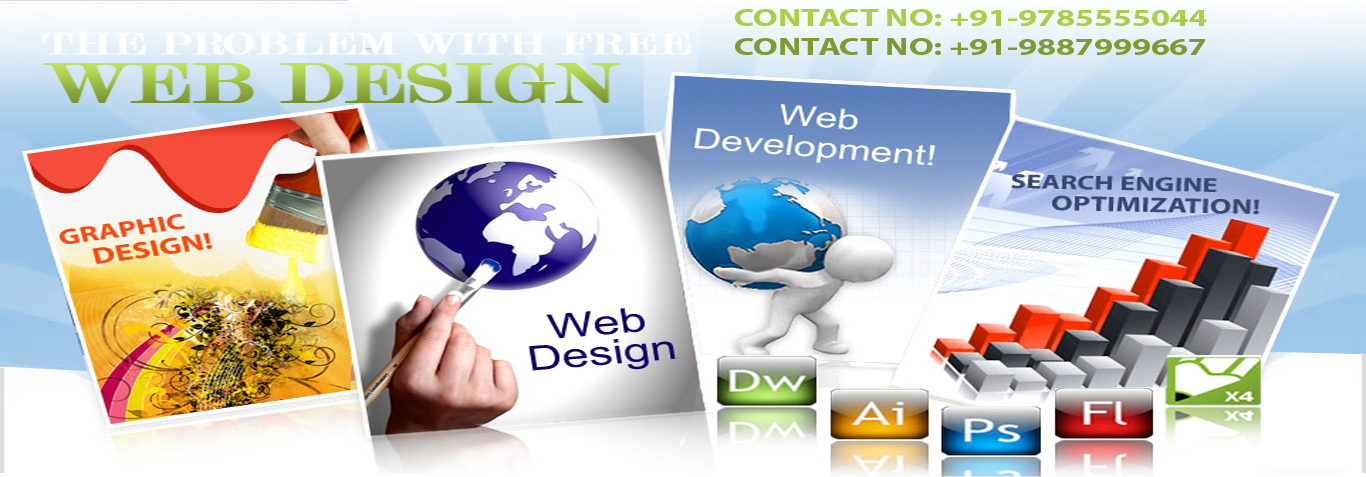 THE PROBLEM WITH FREE
WEB DESIGN
CONTACT NO: +91-9785555044
CONTACT NO: +91-9887999667
GRAPHIC
DESIGN!
Web
Design
Web
Development!
SEARCH ENGINE
OPTIMIZATION!
Dw
Ai
Ps
Fl
X4